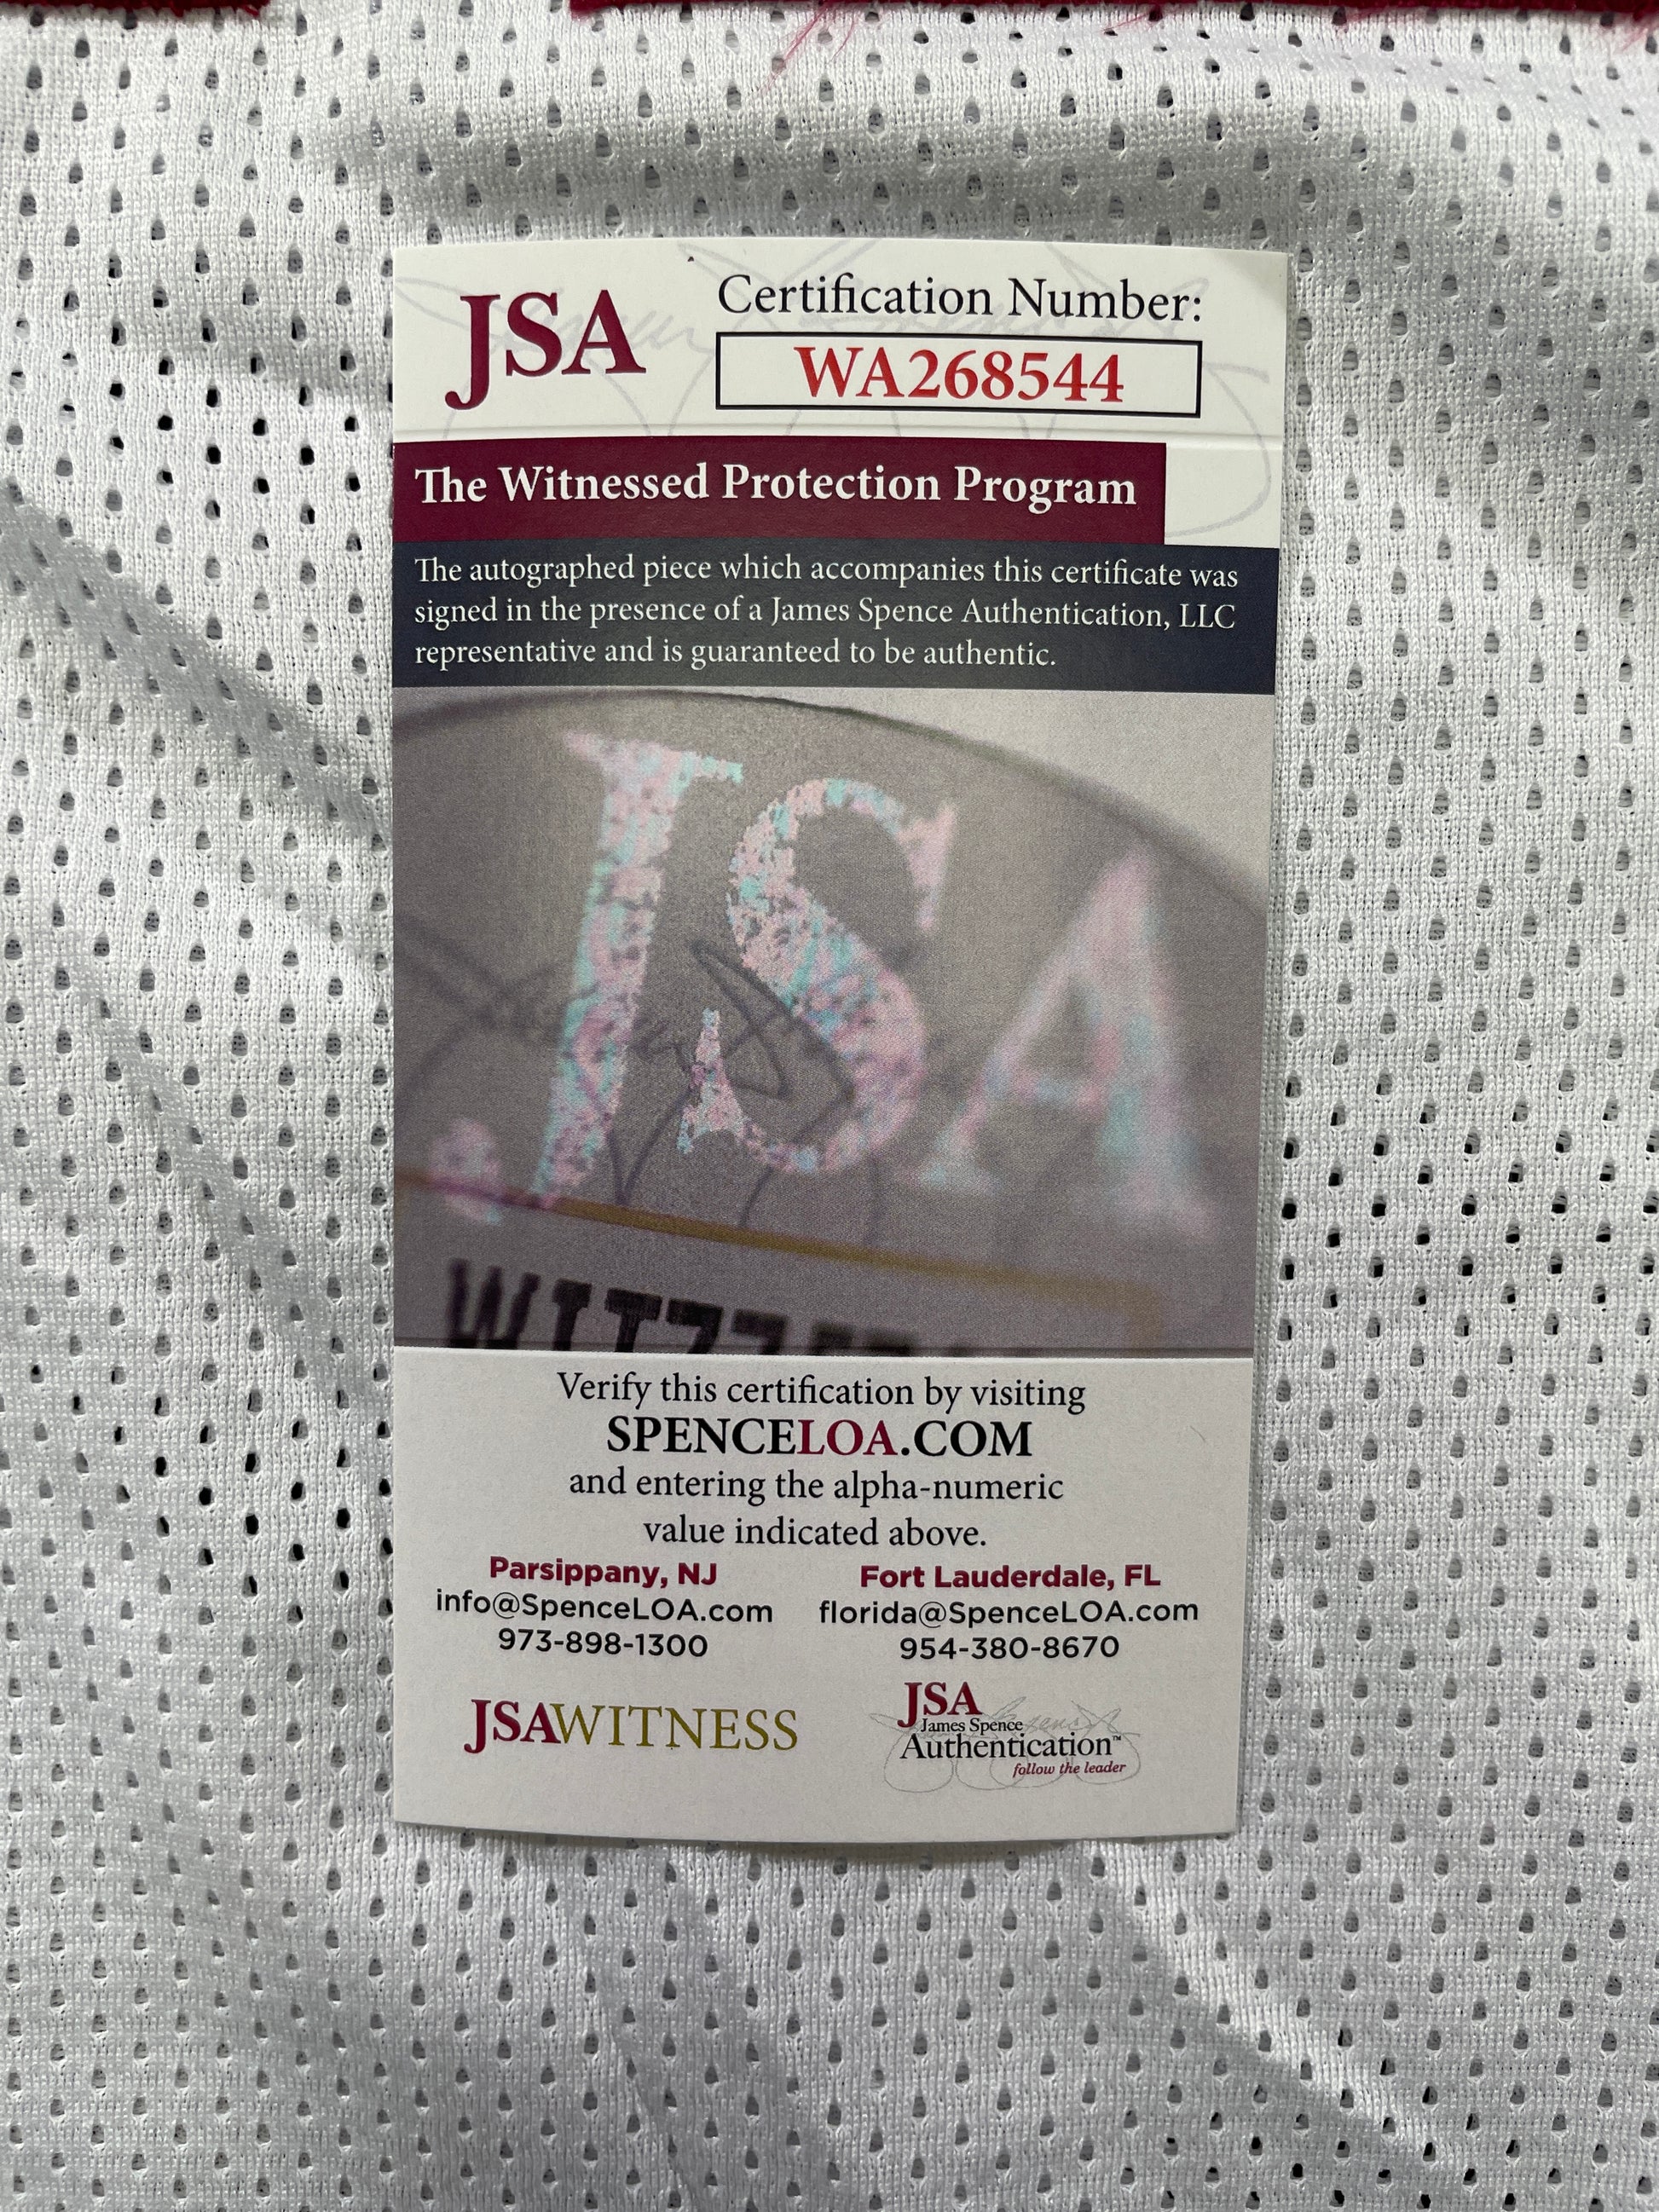 JSA
Certification Number:
WA268544
The Witnessed Protection Program
The autographed piece which accompanies this certificate was
signed in the presence of a James Spence Authentication, LLC
representative and is guaranteed to be authentic.
JSA
Verify this certification by visiting
SPENCELOA.COM
and entering the alpha-numeric
value indicated above.
Parsippany, NJ
info@SpenceLOA.com
973-898-1300
Fort Lauderdale, FL
florida@SpenceLOA.com
954-380-8670
JSAWITNESS
JSA
James Spence
Authentication™
follow the leader